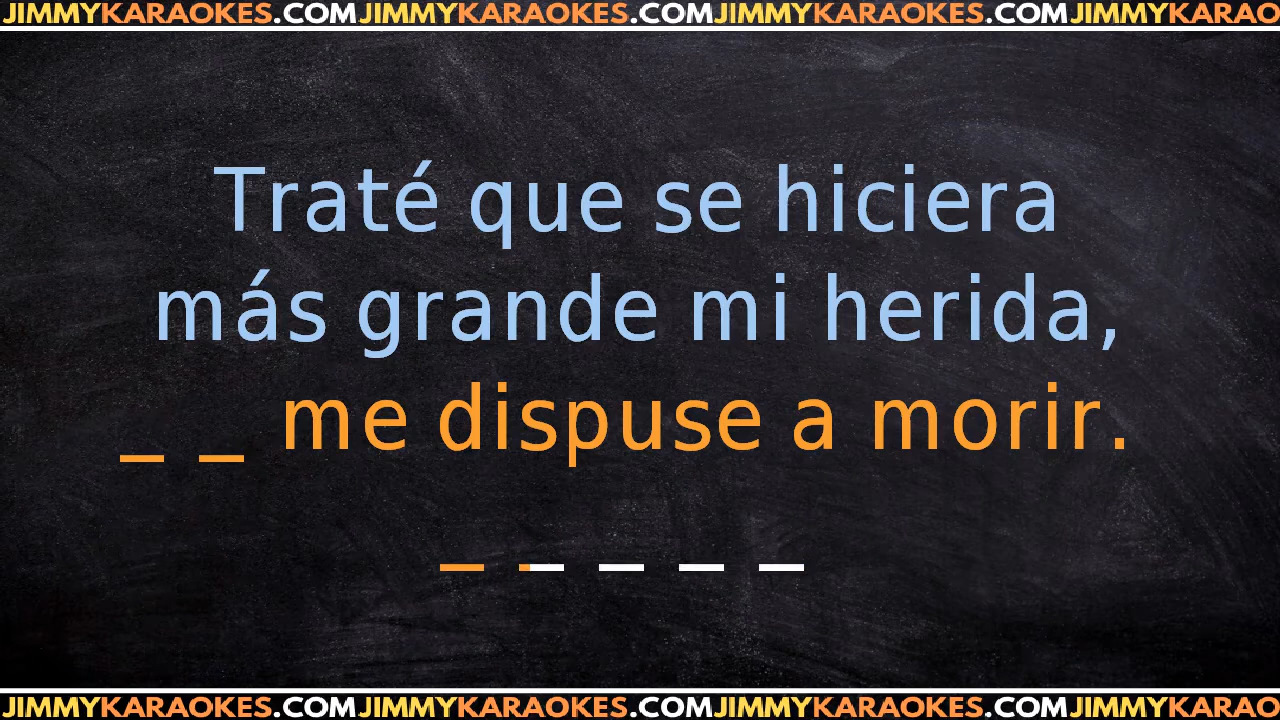 JIMMYKARAOKES.COMJIMMYKARAOKES.COMJIMMYKARAOKES.COMJIMMYKARAO
Traté que se hiciera
más grande mi herida,
_ _ me dispuse a morir.
_ _ _ _ _
JIMMYKARAOKES.COMJIMMYKARAOKES.COMJIMMYKARAOKES.COMJIMMYKARAO